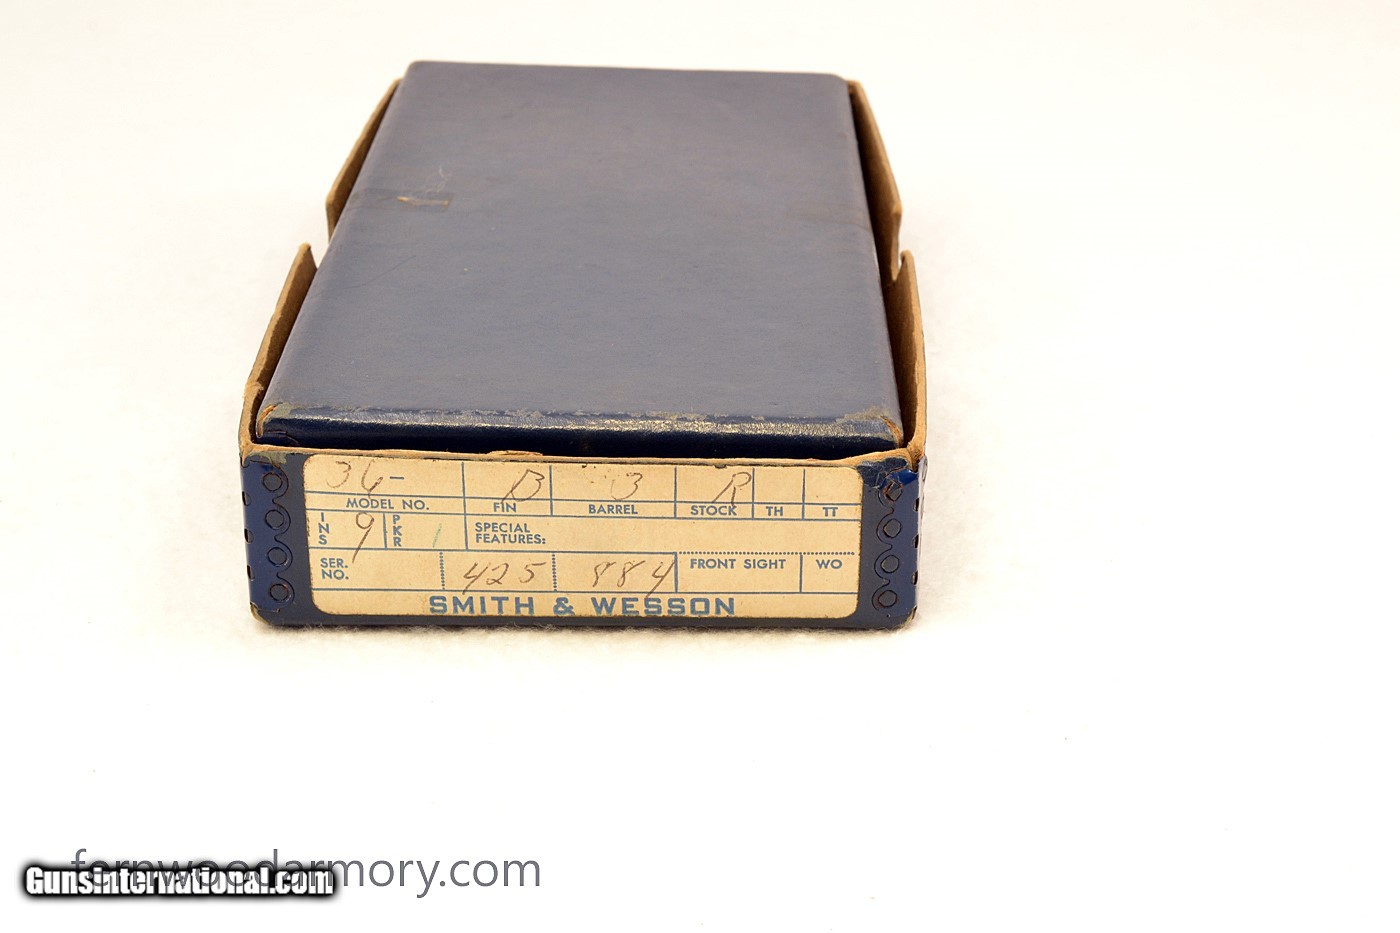 36- B 3 R
MODEL NO. FIN BARREL STOCK TH TT
INS 9 PKR 1 SPECIAL FEATURES:
SER. NO. 425 884 FRONT SIGHT WO
SMITH & WESSON
fernwoodarmory.com
Gunsinternational.com